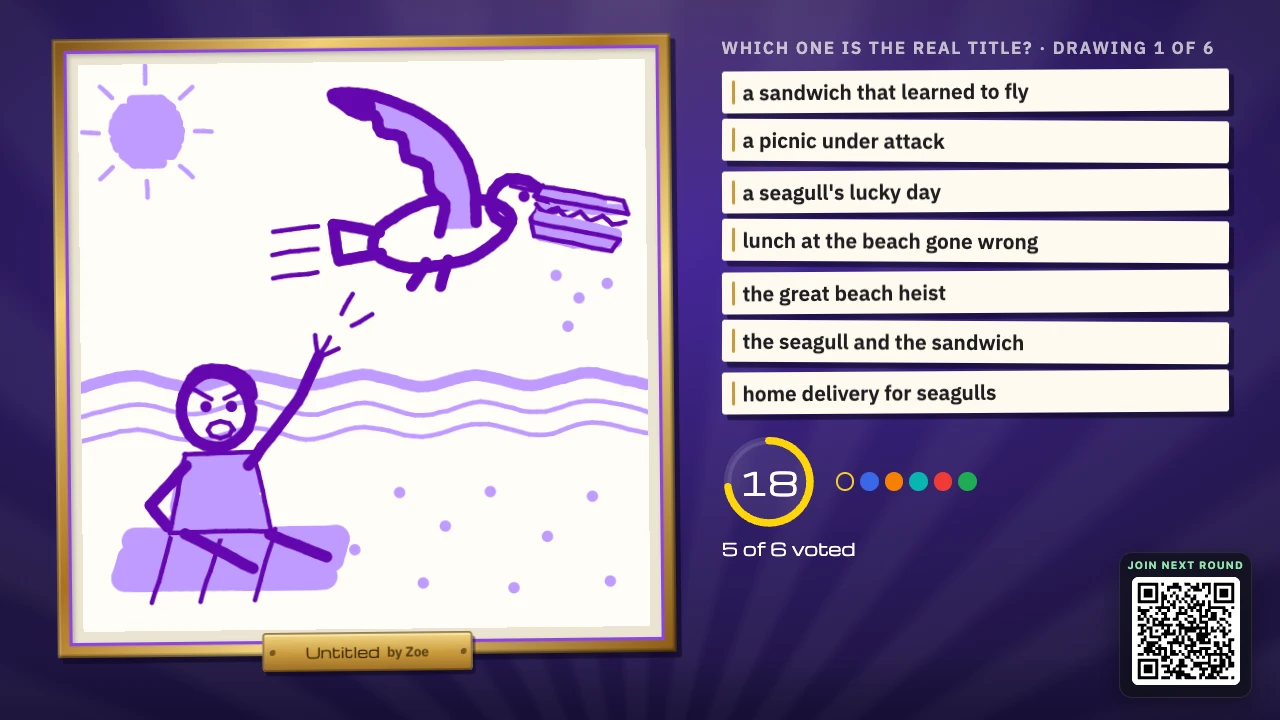 WHICH ONE IS THE REAL TITLE? · DRAWING 1 OF 6
a sandwich that learned to fly
a picnic under attack
a seagull's lucky day
lunch at the beach gone wrong
the great beach heist
the seagull and the sandwich
home delivery for seagulls
18
5 of 6 voted
JOIN NEXT ROUND
Untitled by Zoe